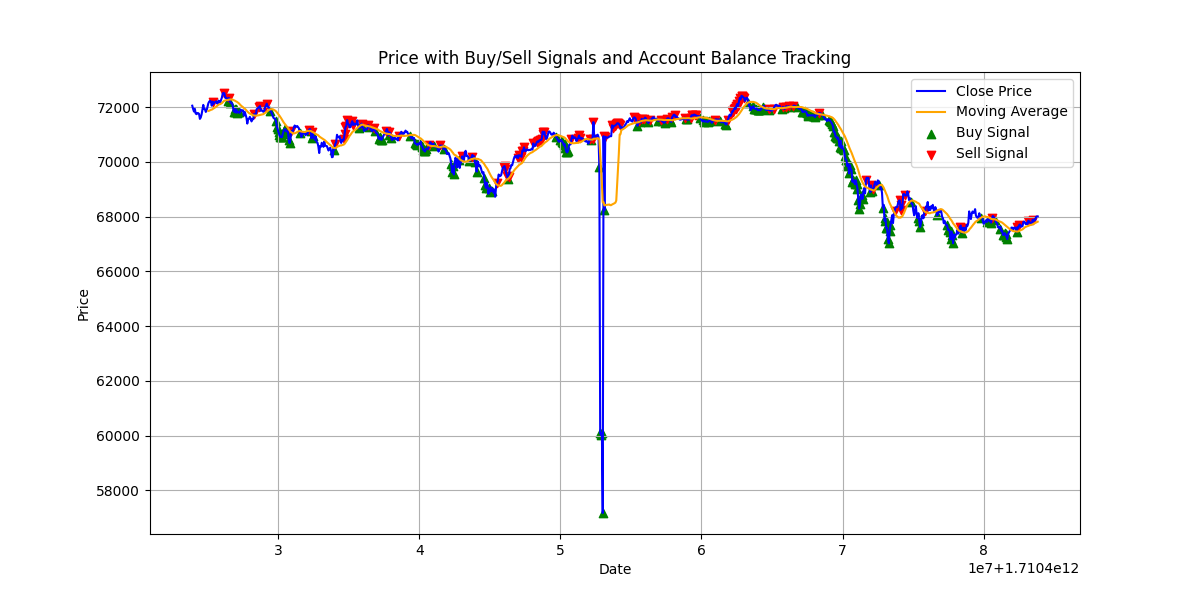 Price with Buy/Sell Signals and Account Balance Tracking
Close Price
Moving Average
Buy Signal
Sell Signal
72000
70000
68000
66000
64000
62000
60000
58000
Price
3 4 5 6 7 8
1e7+1.7104e12
Date